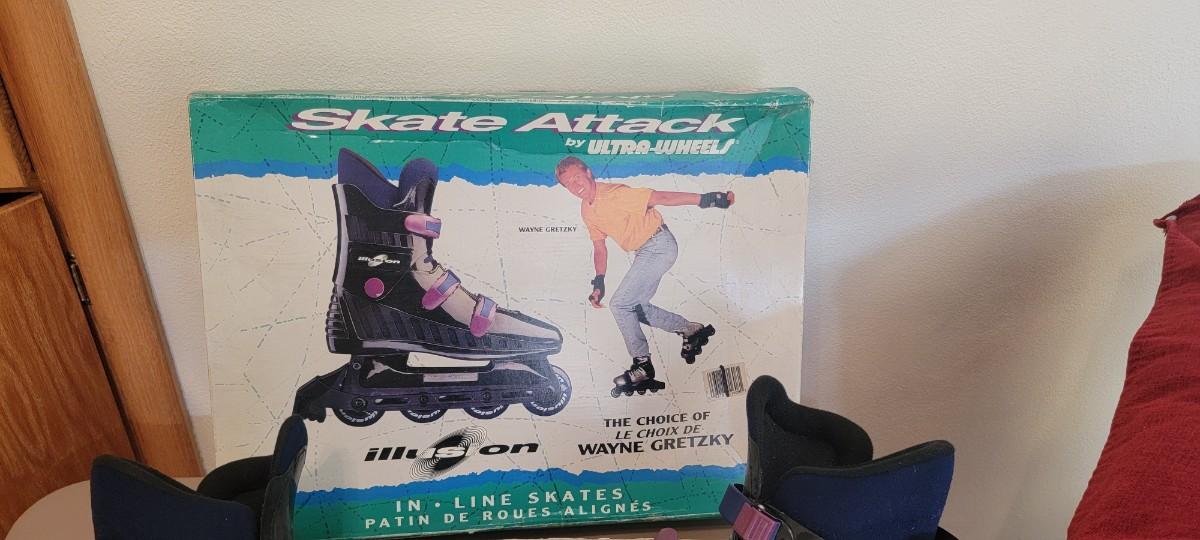 Skate Attack
by ULTRA-WHEELS
WAYNE GRETZKY
illusion
illusion
THE CHOICE OF
LE CHOIX DE
WAYNE GRETZKY
IN • LINE SKATES
PATIN DE ROUES ALIGNÉS